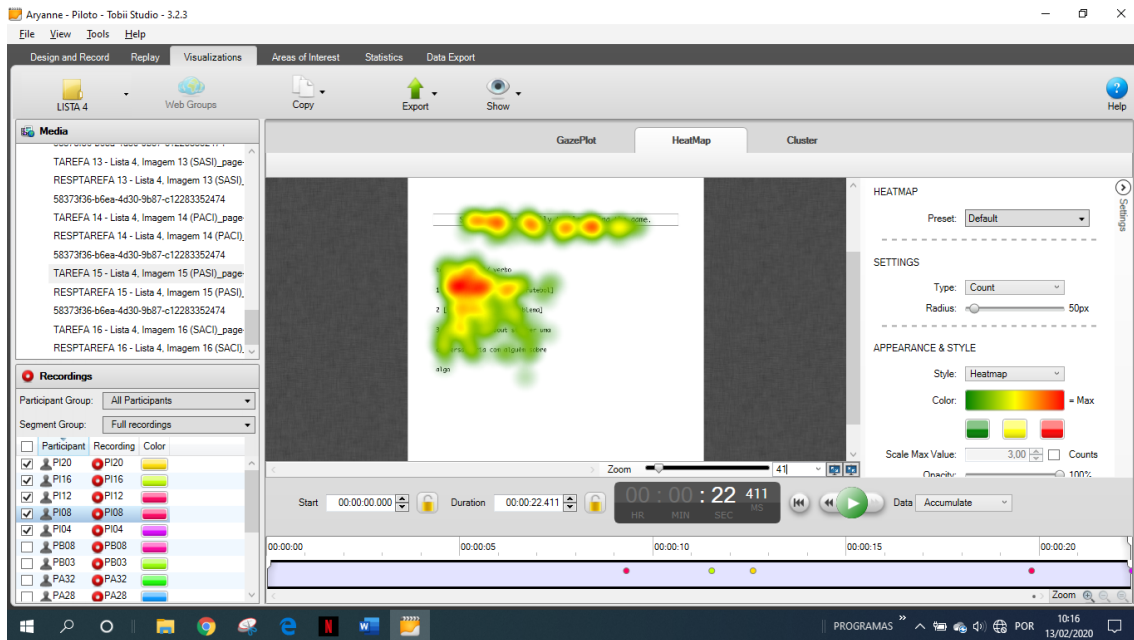 Aryanne - Piloto - Tobii Studio - 3.2.3
File View Tools Help
Design and Record Replay Visualizations Areas of Interest Statistics Data Export
LISTA 4 Web Groups Copy Export Show Help
Media
TAREFA 13 - Lista 4, Imagem 13 (SASI)_page-
RESPTAREFA 13 - Lista 4, Imagem 13 (SASI)_
58373f36-b6ea-4d30-9b87-c12283352474
TAREFA 14 - Lista 4, Imagem 14 (PACI)_page-
RESPTAREFA 14 - Lista 4, Imagem 14 (PACI)_
58373f36-b6ea-4d30-9b87-c12283352474
TAREFA 15 - Lista 4, Imagem 15 (PASI)_page-
RESPTAREFA 15 - Lista 4, Imagem 15 (PASI)_
58373f36-b6ea-4d30-9b87-c12283352474
TAREFA 16 - Lista 4, Imagem 16 (SACI)_page-
RESPTAREFA 16 - Lista 4, Imagem 16 (SACI)_
Recordings
Participant Group: All Participants
Segment Group: Full recordings
Participant Recording Color
PI20 PI20
PI16 PI16
PI12 PI12
PI08 PI08
PI04 PI04
PB08 PB08
PB03 PB03
PA32 PA32
PA28 PA28
GazePlot HeatMap Cluster
same.
verbo
1
2 [
3 uma
con alguén sobre
algo
Zoom 41
HEATMAP
Preset: Default
SETTINGS
Type: Count
Radius: 50px
APPEARANCE & STYLE
Style: Heatmap
Color: = Max
Scale Max Value: 3,00 Counts
Opacity: 100%
Settings
Start 00:00:00.000 Duration 00:00:22.411 00 : 00 : 22 411 Data Accumulate
HR MIN SEC MS
00:00:00 00:00:05 00:00:10 00:00:15 00:00:20
Zoom
PROGRAMAS POR 10:16
13/02/2020